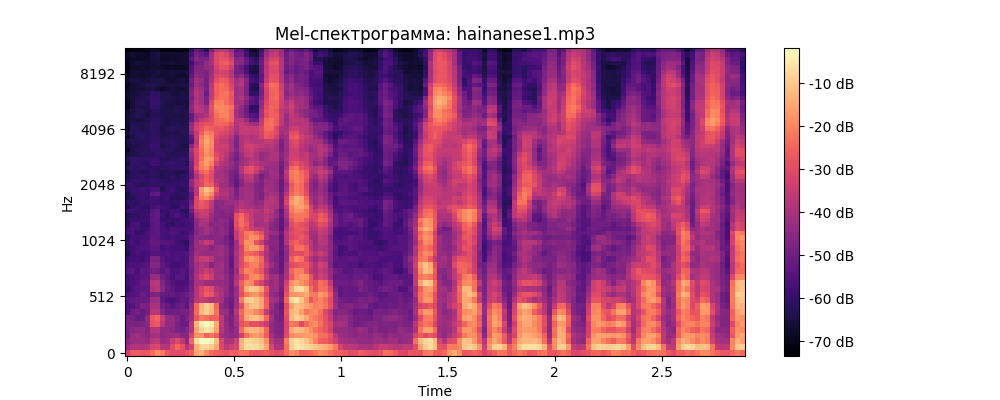 Mel-спектрограмма: hainanese1.mp3
8192
4096
2048
1024
512
0
Hz
0
0.5
1
1.5
2
2.5
Time
-10 dB
-20 dB
-30 dB
-40 dB
-50 dB
-60 dB
-70 dB